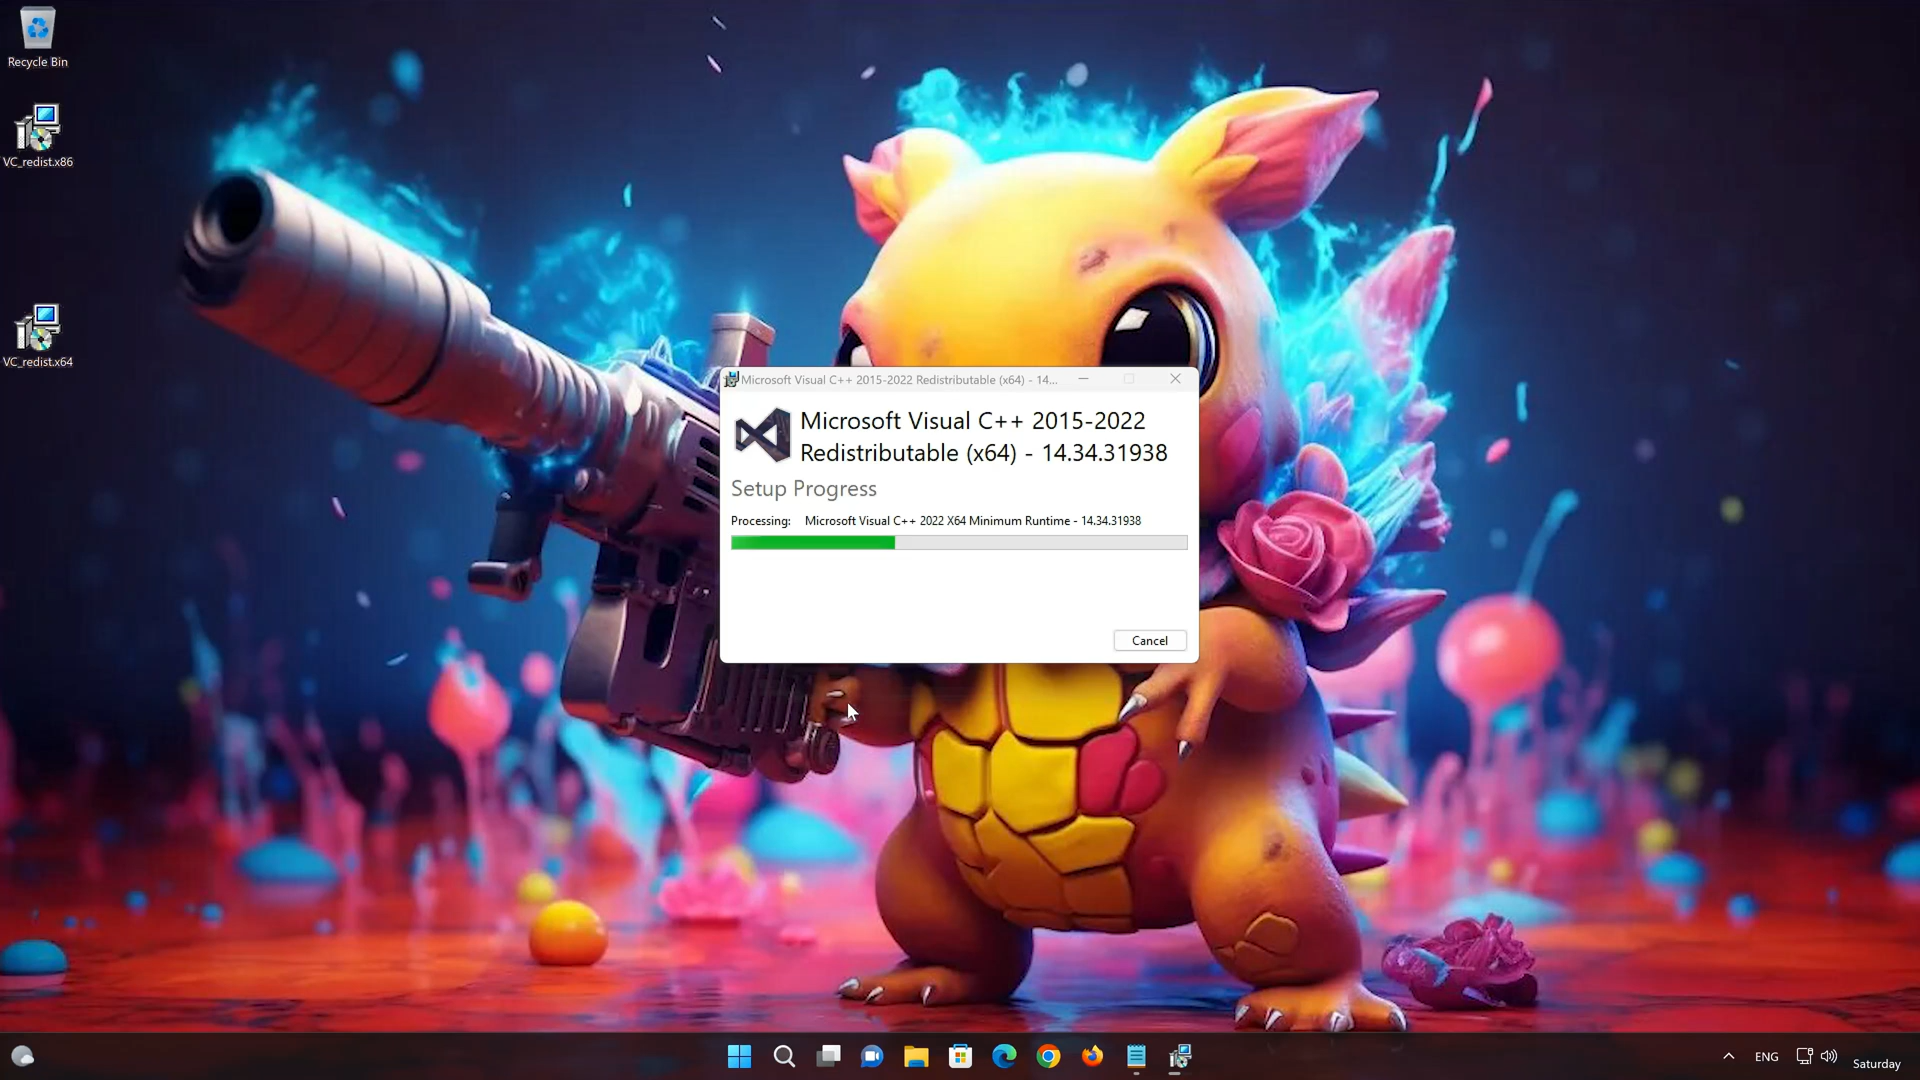 Recycle Bin
VC_redist.x86
VC_redist.x64
Microsoft Visual C++ 2015-2022 Redistributable (x64) - 14...
Microsoft Visual C++ 2015-2022
Redistributable (x64) - 14.34.31938
Setup Progress
Processing: Microsoft Visual C++ 2022 X64 Minimum Runtime - 14.34.31938
Cancel
ENG
Saturday